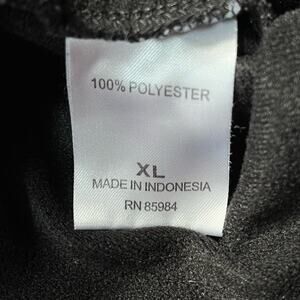 100% POLYESTER
XL
MADE IN INDONESIA
RN 85984